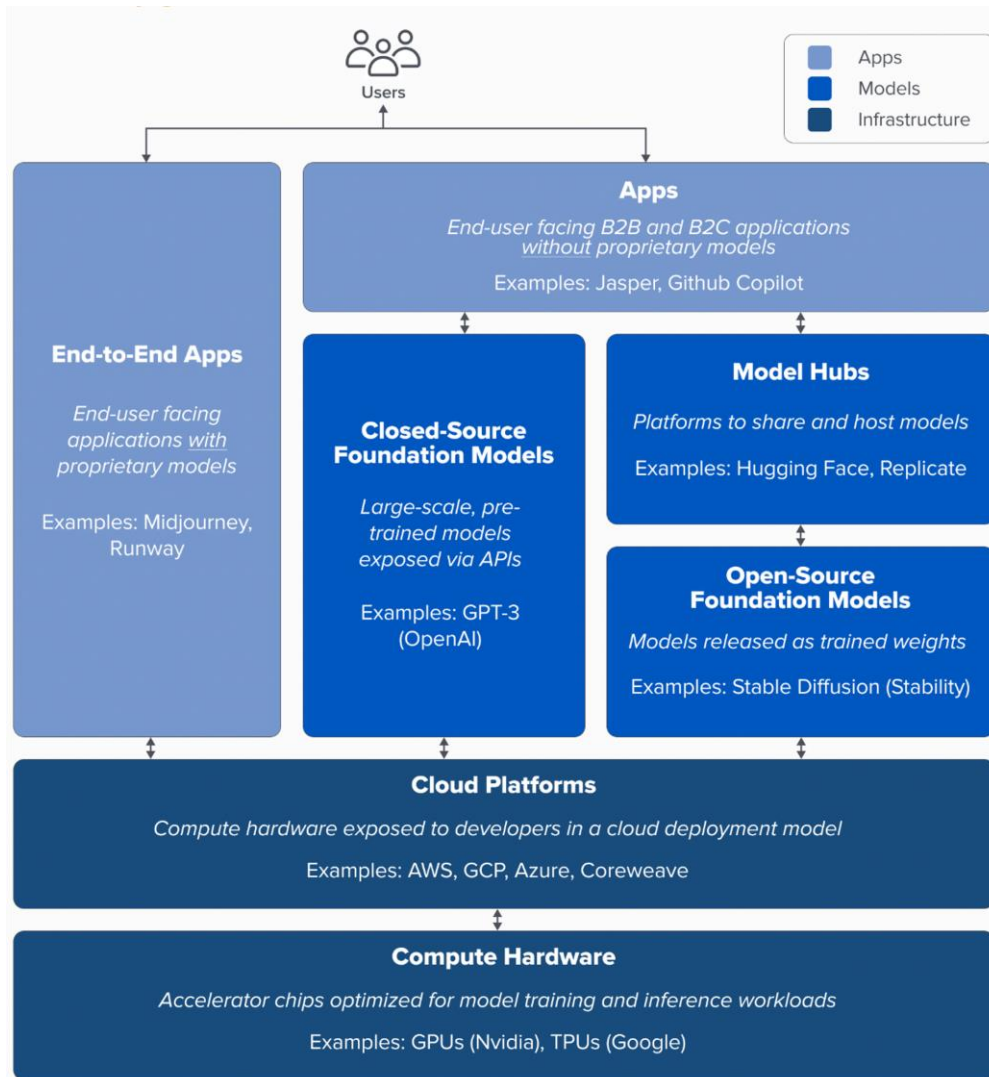 Users
Apps
Models
Infrastructure
Apps
End-user facing B2B and B2C applications
without proprietary models
Examples: Jasper, Github Copilot
End-to-End Apps
End-user facing
applications with
proprietary models
Examples: Midjourney,
Runway
Closed-Source
Foundation Models
Large-scale, pre-
trained models
exposed via APIs
Examples: GPT-3
(OpenAI)
Model Hubs
Platforms to share and host models
Examples: Hugging Face, Replicate
Open-Source
Foundation Models
Models released as trained weights
Examples: Stable Diffusion (Stability)
Cloud Platforms
Compute hardware exposed to developers in a cloud deployment model
Examples: AWS, GCP, Azure, Coreweave
Compute Hardware
Accelerator chips optimized for model training and inference workloads
Examples: GPUs (Nvidia), TPUs (Google)